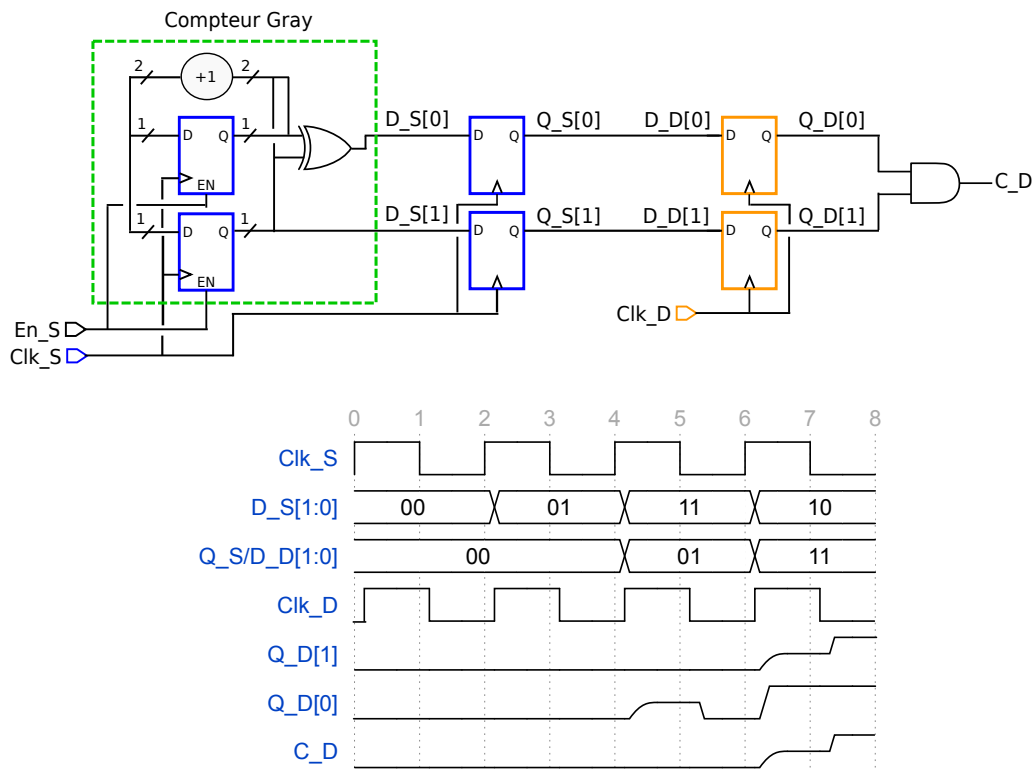 Compteur Gray
2 2
+1
1 D Q 1 EN
D_S[0] D Q Q_S[0] D_D[0] D Q Q_D[0]
C_D
1 D Q 1 EN
D_S[1] D Q Q_S[1] D_D[1] D Q Q_D[1]
Clk_D
En_S
Clk_S
0 1 2 3 4 5 6 7 8
Clk_S
D_S[1:0] 00 01 11 10
Q_S/D_D[1:0] 00 01 11
Clk_D
Q_D[1]
Q_D[0]
C_D